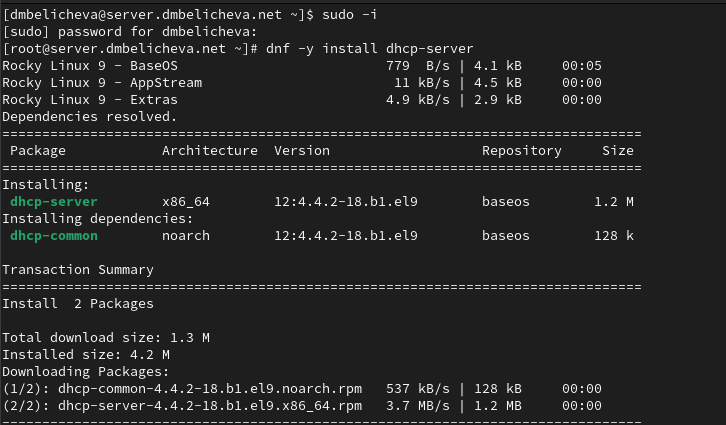 [dmbelicheva@server.dmbelicheva.net ~]$ sudo -i
[sudo] password for dmbelicheva:
[root@server.dmbelicheva.net ~]# dnf -y install dhcp-server
Rocky Linux 9 - BaseOS                          779  B/s | 4.1 kB     00:05
Rocky Linux 9 - AppStream                        11 kB/s | 4.5 kB     00:00
Rocky Linux 9 - Extras                          4.9 kB/s | 2.9 kB     00:00
Dependencies resolved.
================================================================================
 Package            Architecture  Version                   Repository     Size
================================================================================
Installing:
 dhcp-server        x86_64        12:4.4.2-18.b1.el9        baseos        1.2 M
Installing dependencies:
 dhcp-common        noarch        12:4.4.2-18.b1.el9        baseos        128 k
Transaction Summary
================================================================================
Install  2 Packages
Total download size: 1.3 M
Installed size: 4.2 M
Downloading Packages:
(1/2): dhcp-common-4.4.2-18.b1.el9.noarch.rpm   537 kB/s | 128 kB     00:00
(2/2): dhcp-server-4.4.2-18.b1.el9.x86_64.rpm   3.7 MB/s | 1.2 MB     00:00
--------------------------------------------------------------------------------